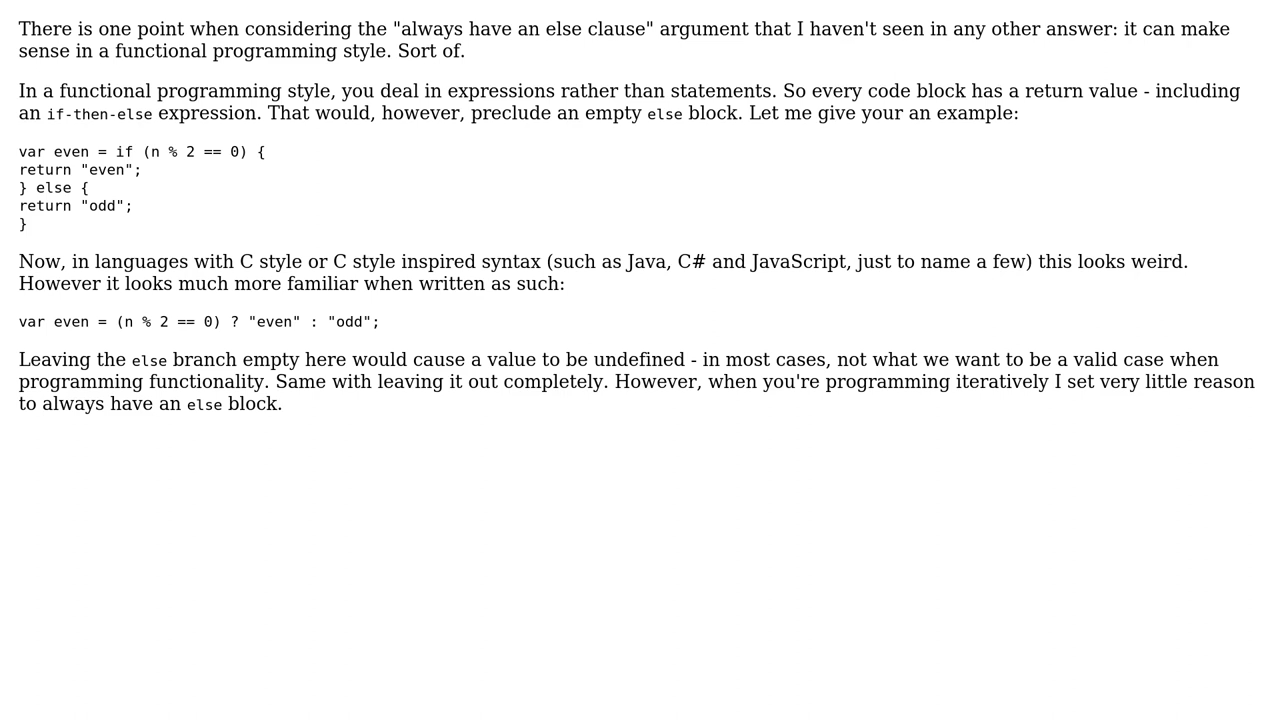 There is one point when considering the "always have an else clause" argument that I haven't seen in any other answer: it can make
sense in a functional programming style. Sort of.
In a functional programming style, you deal in expressions rather than statements. So every code block has a return value - including
an if-then-else expression. That would, however, preclude an empty else block. Let me give your an example:
var even = if (n % 2 == 0) {
return "even";
} else {
return "odd";
}
Now, in languages with C style or C style inspired syntax (such as Java, C# and JavaScript, just to name a few) this looks weird.
However it looks much more familiar when written as such:
var even = (n % 2 == 0) ? "even" : "odd";
Leaving the else branch empty here would cause a value to be undefined - in most cases, not what we want to be a valid case when
programming functionality. Same with leaving it out completely. However, when you're programming iteratively I set very little reason
to always have an else block.